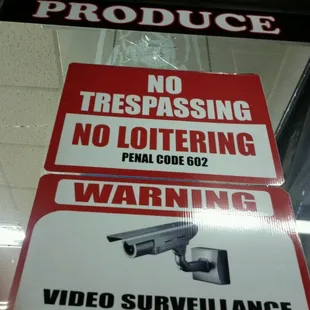 PRODUCE
NO
TRESPASSING
NO LOITERING
PENAL CODE 602
WARNING
VIDEO SURVEILLANCE